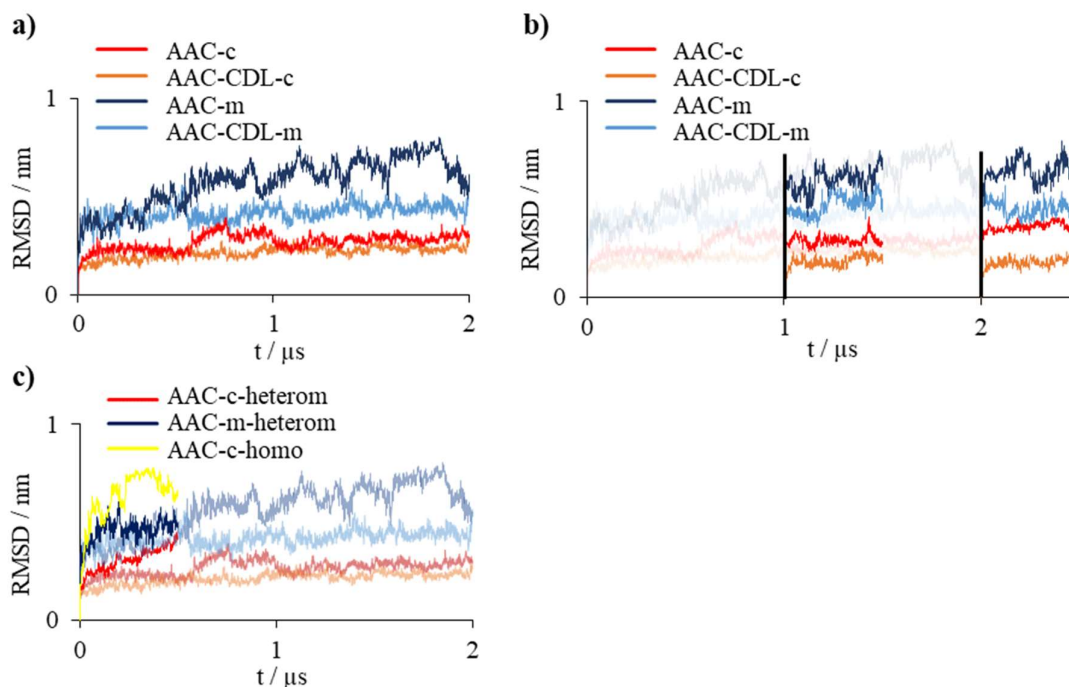 a)
AAC-c
AAC-CDL-c
AAC-m
AAC-CDL-m
1
RMSD / nm
0
0
1
2
t / µs
b)
AAC-c
AAC-CDL-c
AAC-m
AAC-CDL-m
1
RMSD / nm
0
0
1
2
t / µs
c)
AAC-c-heterom
AAC-m-heterom
AAC-c-homo
1
RMSD / nm
0
0
1
2
t / µs